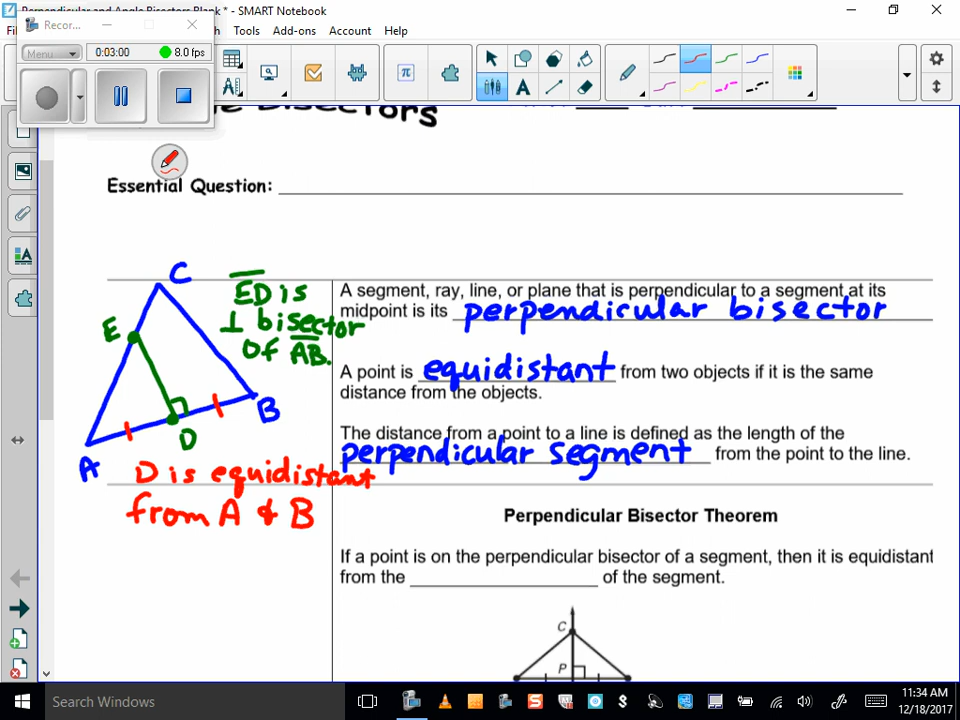 Perpendicular and Angle Bisectors Blank * - SMART Notebook
Recor...
Tools Add-ons Account Help
Menu 0:03:00 8.0 fps
Bisectors
Essential Question:
C
E
A
B
D
ED is
⊥ bisector
of AB.
D is equidistant
from A & B
A segment, ray, line, or plane that is perpendicular to a segment at its
midpoint is its perpendicular bisector
A point is equidistant from two objects if it is the same
distance from the objects.
The distance from a point to a line is defined as the length of the
perpendicular segment from the point to the line.
Perpendicular Bisector Theorem
If a point is on the perpendicular bisector of a segment, then it is equidistant
from the ____________ of the segment.
C
P
Search Windows
11:34 AM
12/18/2017